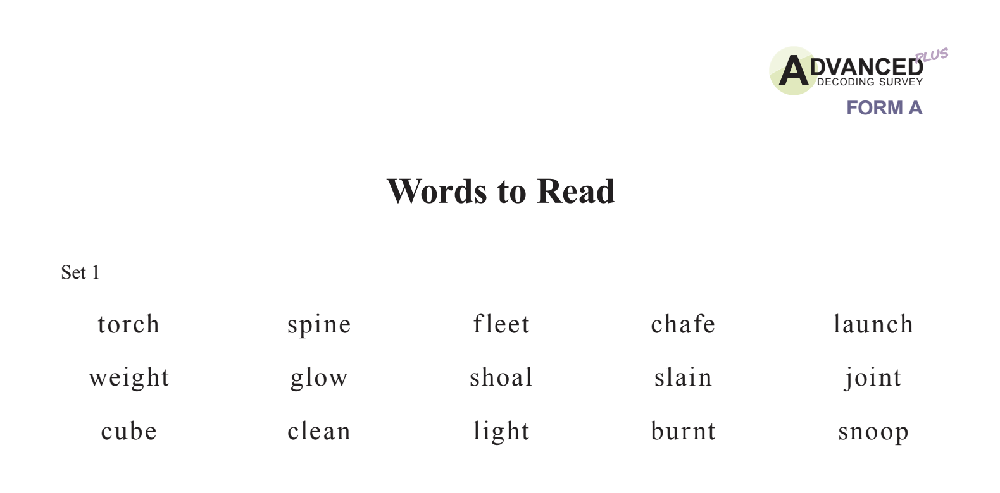 ADVANCED PLUS
DECODING SURVEY
FORM A
Words to Read
Set 1
torch spine fleet chafe launch
weight glow shoal slain joint
cube clean light burnt snoop